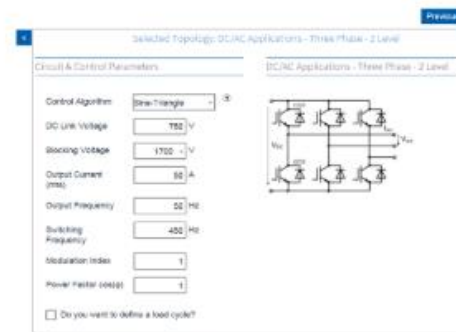 Previous
Selected Topology: DC/AC Applications - Three Phase - 2 Level
Circuit & Control Parameters
DC/AC Applications - Three Phase - 2 Level
Control Algorithm Sine-Triangle
DC Link Voltage 750 V
Blocking Voltage 1700 V
Output Current (rms) 50 A
Output Frequency 50 Hz
Switching Frequency 450 Hz
Modulation Index 1
Power Factor cos(φ) 1
Do you want to define a load cycle?